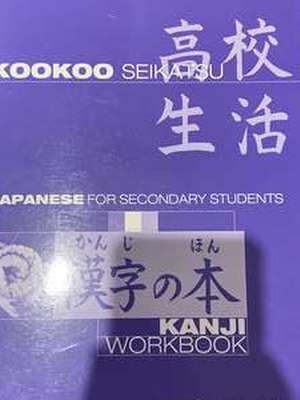 高校
KOOKOO SEIKATSU
生活
JAPANESE FOR SECONDARY STUDENTS
かんじ ほん
漢字の本
KANJI
WORKBOOK